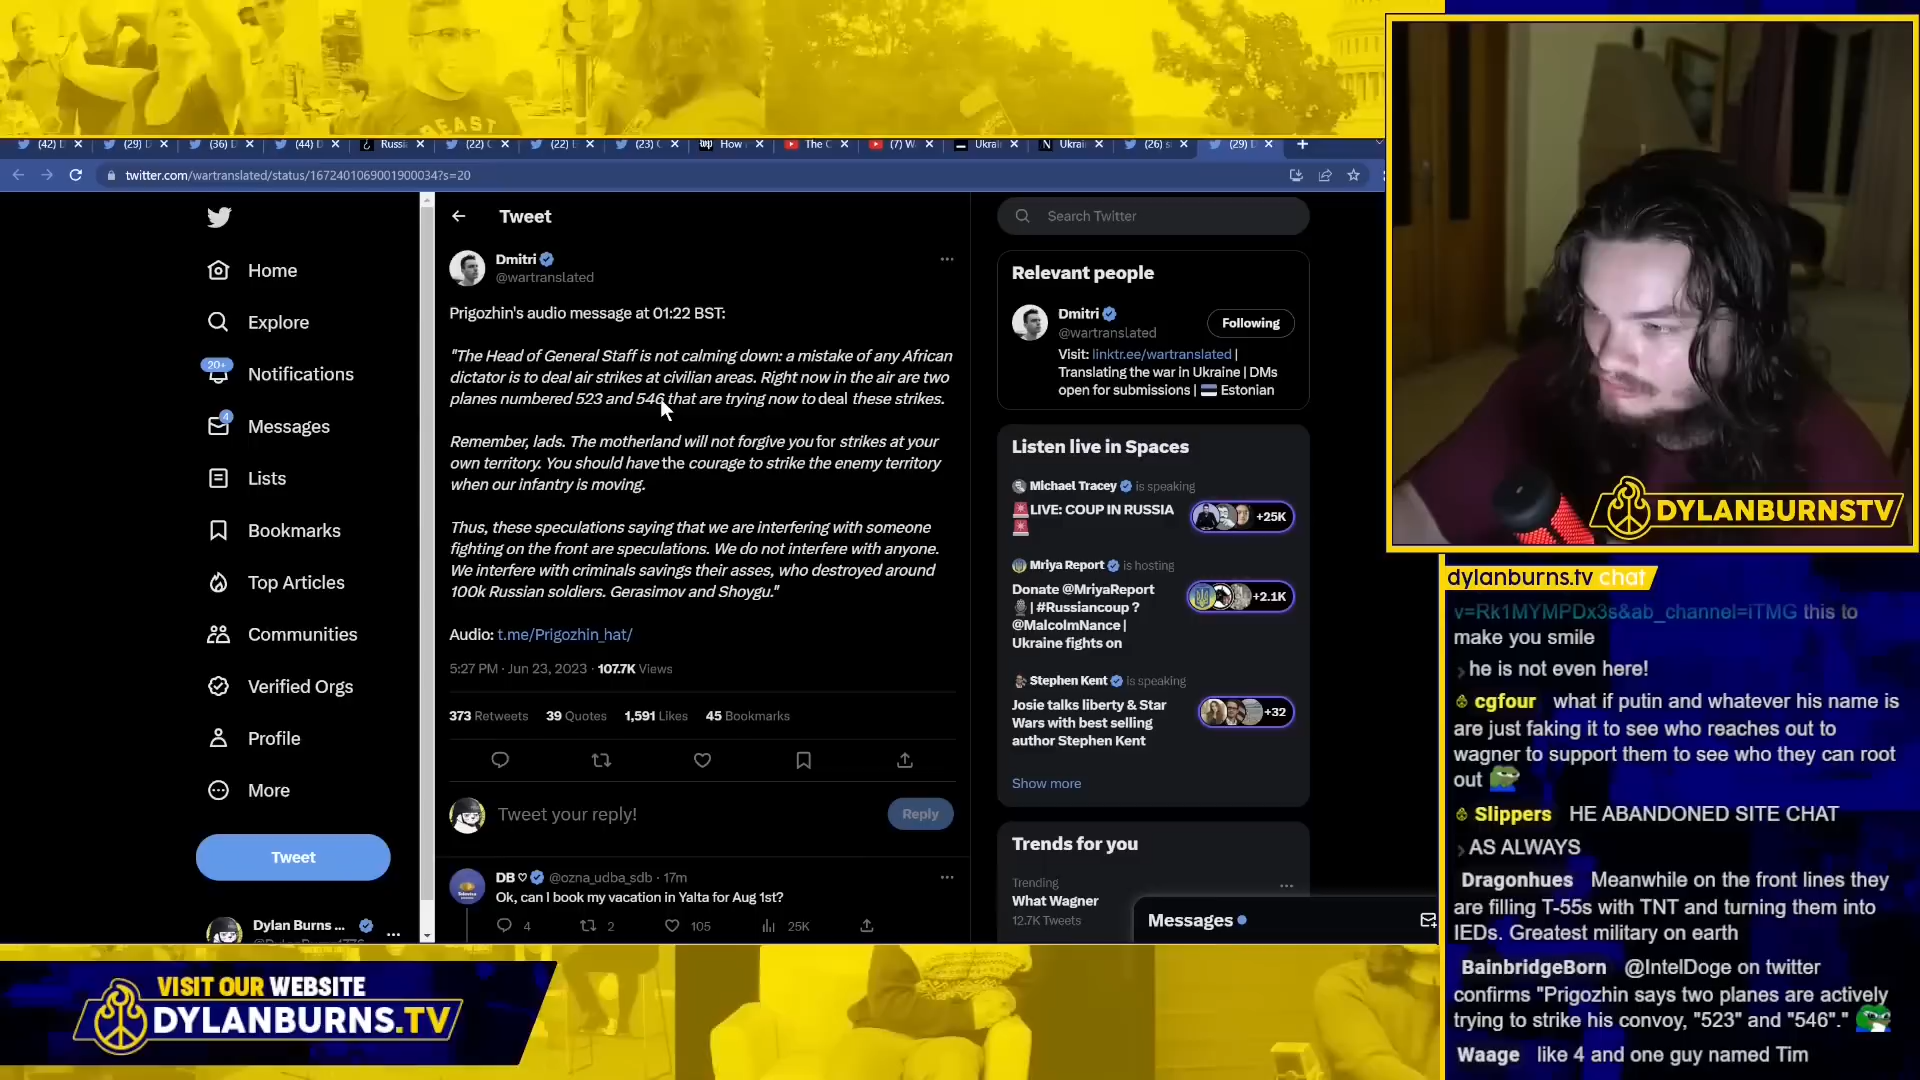 BEAST
(42) D
(29) D
(36) D
(44) D
Russi
(22) C
(22) E
(23) C
wp How
The C
(7) W
Ukrai
N Ukrai
(26) s
(29) D
twitter.com/wartranslated/status/1672401069001900034?s=20
Home
Explore
20+
Notifications
4
Messages
Lists
Bookmarks
Top Articles
Communities
Verified Orgs
Profile
More
Tweet
Dylan Burns ...
Tweet
Dmitri
@wartranslated
Prigozhin's audio message at 01:22 BST:
"The Head of General Staff is not calming down: a mistake of any African
dictator is to deal air strikes at civilian areas. Right now in the air are two
planes numbered 523 and 546 that are trying now to deal these strikes.
Remember, lads. The motherland will not forgive you for strikes at your
own territory. You should have the courage to strike the enemy territory
when our infantry is moving.
Thus, these speculations saying that we are interfering with someone
fighting on the front are speculations. We do not interfere with anyone.
We interfere with criminals savings their asses, who destroyed around
100k Russian soldiers. Gerasimov and Shoygu."
Audio: t.me/Prigozhin_hat/
5:27 PM · Jun 23, 2023 · 107.7K Views
373 Retweets 39 Quotes 1,591 Likes 45 Bookmarks
Tweet your reply!
Reply
DB ♡ @ozna_udba_sdb · 17m
Ok, can I book my vacation in Yalta for Aug 1st?
4
2
105
25K
Search Twitter
Relevant people
Dmitri
@wartranslated
Following
Visit: linktr.ee/wartranslated |
Translating the war in Ukraine | DMs
open for submissions | Estonian
Listen live in Spaces
Michael Tracey is speaking
LIVE: COUP IN RUSSIA
+25K
Mriya Report is hosting
Donate @MriyaReport
| #Russiancoup ?
@MalcolmNance |
Ukraine fights on
+2.1K
Stephen Kent is speaking
Josie talks liberty & Star
Wars with best selling
author Stephen Kent
+32
Show more
Trends for you
Trending
What Wagner
12.7K Tweets
Messages
DYLANBURNSTV
dylanburns.tv chat
v=Rk1MYMPDx3s&ab_channel=iTMG this to
make you smile
he is not even here!
cgfour what if putin and whatever his name is
are just faking it to see who reaches out to
wagner to support them to see who they can root
out
Slippers HE ABANDONED SITE CHAT
AS ALWAYS
Dragonhues Meanwhile on the front lines they
are filling T-55s with TNT and turning them into
IEDs. Greatest military on earth
BainbridgeBorn @IntelDoge on twitter
confirms "Prigozhin says two planes are actively
trying to strike his convoy, "523" and "546"."
Waage like 4 and one guy named Tim
VISIT OUR WEBSITE
DYLANBURNS.TV